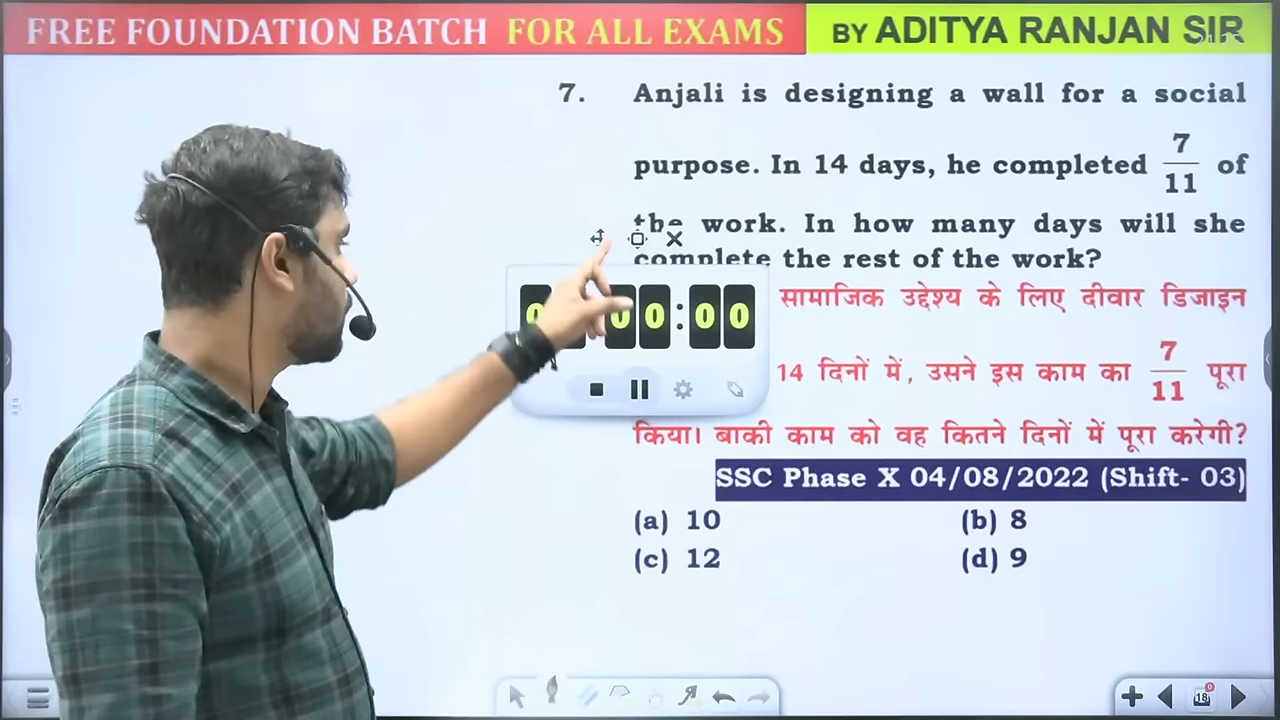 FREE FOUNDATION BATCH FOR ALL EXAMS
BY ADITYA RANJAN SIR
7. Anjali is designing a wall for a social
purpose. In 14 days, he completed 7/11 of
the work. In how many days will she
complete the rest of the work?
सामाजिक उद्देश्य के लिए दीवार डिजाइन
14 दिनों में, उसने इस काम का 7/11 पूरा
किया। बाकी काम को वह कितने दिनों में पूरा करेगी?
SSC Phase X 04/08/2022 (Shift- 03)
(a) 10 (b) 8
(c) 12 (d) 9
00:00
18